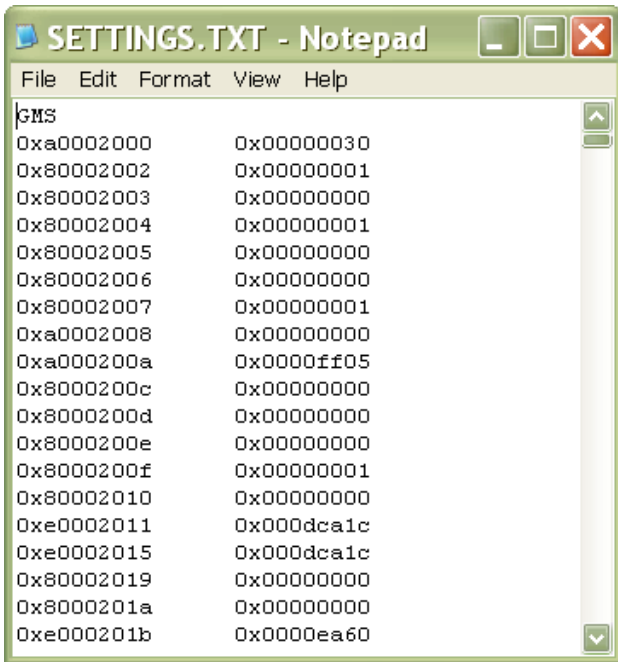 SETTINGS.TXT - Notepad
File Edit Format View Help
GMS
0xa0002000 0x00000030
0x80002002 0x00000001
0x80002003 0x00000000
0x80002004 0x00000001
0x80002005 0x00000000
0x80002006 0x00000000
0x80002007 0x00000001
0xa0002008 0x00000000
0xa000200a 0x0000ff05
0x8000200c 0x00000000
0x8000200d 0x00000000
0x8000200e 0x00000000
0x8000200f 0x00000001
0x80002010 0x00000000
0xe0002011 0x000dca1c
0xe0002015 0x000dca1c
0x80002019 0x00000000
0x8000201a 0x00000000
0xe000201b 0x0000ea60